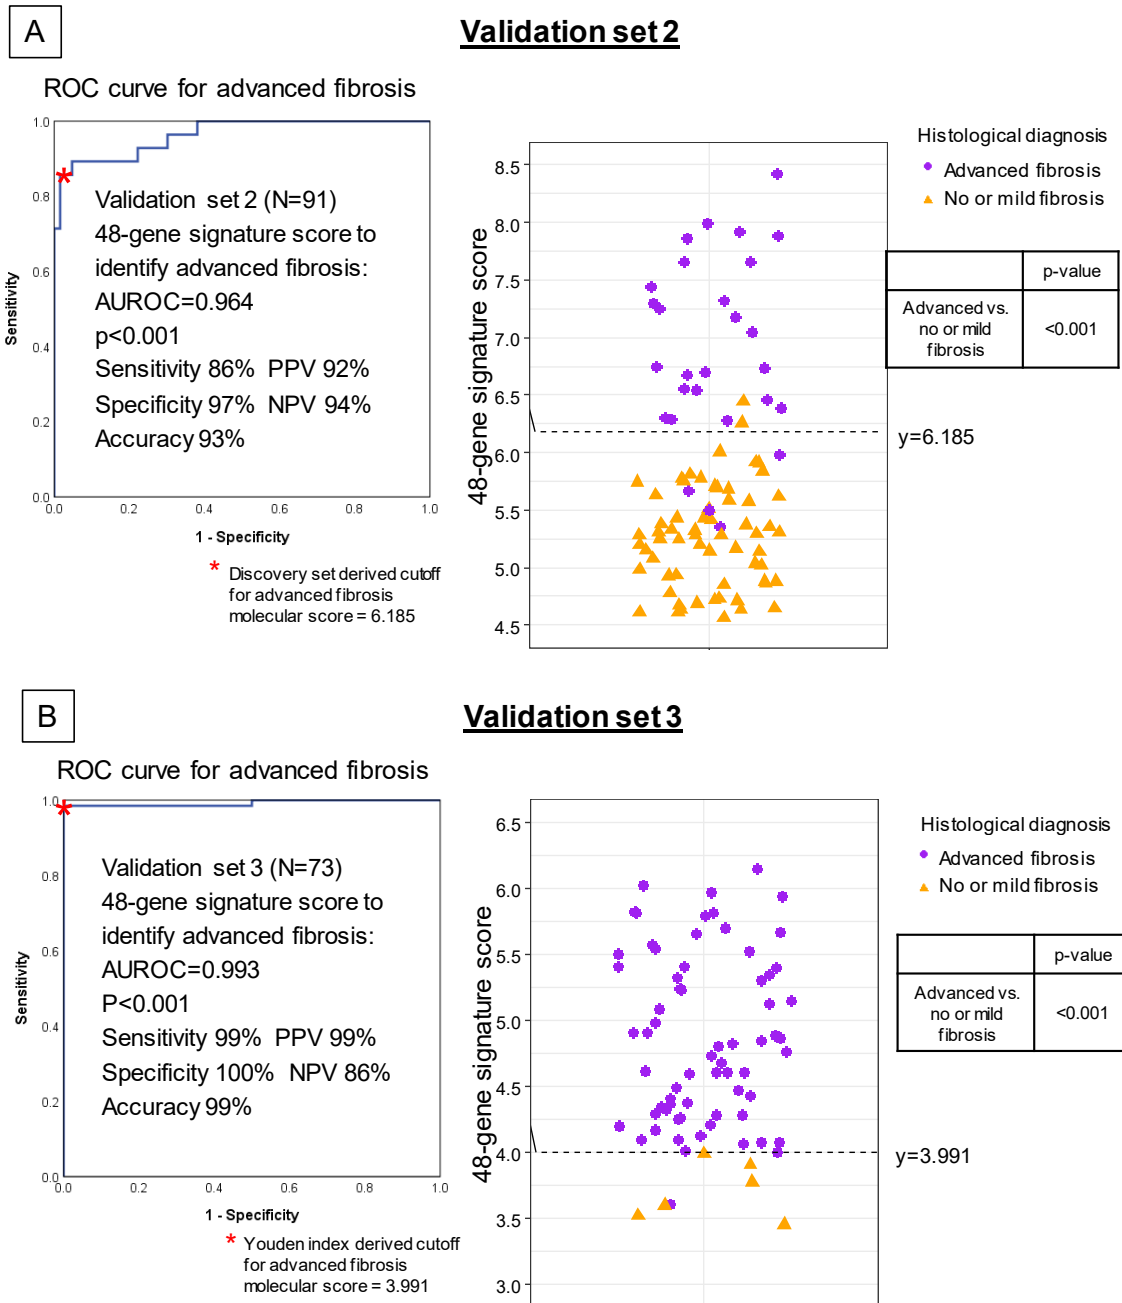 A
Validation set 2
ROC curve for advanced fibrosis
1.0
0.8
0.6
0.4
0.2
0.0
Sensitivity
Validation set 2 (N=91)
48-gene signature score to
identify advanced fibrosis:
AUROC=0.964
p<0.001
Sensitivity 86% PPV 92%
Specificity 97% NPV 94%
Accuracy 93%
0.0 0.2 0.4 0.6 0.8 1.0
1 - Specificity
* Discovery set derived cutoff
for advanced fibrosis
molecular score = 6.185
48-gene signature score
8.5
8.0
7.5
7.0
6.5
6.0
5.5
5.0
4.5
Histological diagnosis
Advanced fibrosis
No or mild fibrosis
p-value
Advanced vs.
no or mild
fibrosis
<0.001
y=6.185
B
Validation set 3
ROC curve for advanced fibrosis
1.0
0.8
0.6
0.4
0.2
0.0
Sensitivity
Validation set 3 (N=73)
48-gene signature score to
identify advanced fibrosis:
AUROC=0.993
P<0.001
Sensitivity 99% PPV 99%
Specificity 100% NPV 86%
Accuracy 99%
0.0 0.2 0.4 0.6 0.8 1.0
1 - Specificity
* Youden index derived cutoff
for advanced fibrosis
molecular score = 3.991
48-gene signature score
6.5
6.0
5.5
5.0
4.5
4.0
3.5
3.0
Histological diagnosis
Advanced fibrosis
No or mild fibrosis
p-value
Advanced vs.
no or mild
fibrosis
<0.001
y=3.991